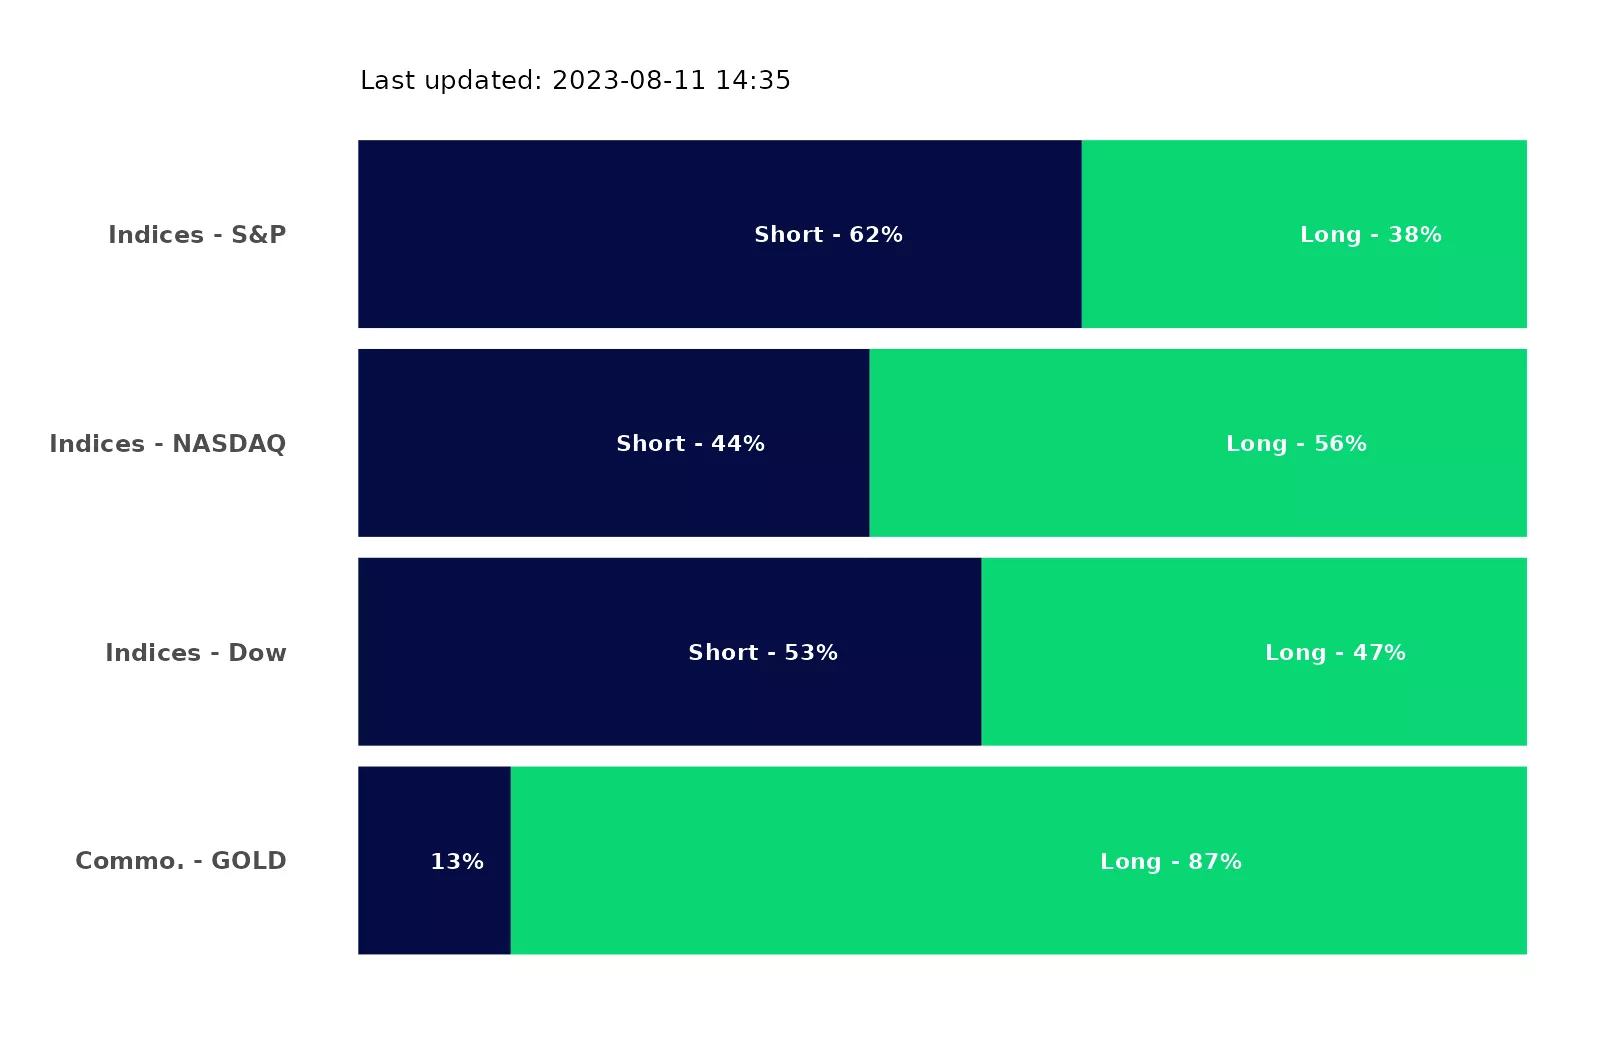 Last updated: 2023-08-11 14:35
Indices - S&P Short - 62% Long - 38%
Indices - NASDAQ Short - 44% Long - 56%
Indices - Dow Short - 53% Long - 47%
Commo. - GOLD 13% Long - 87%